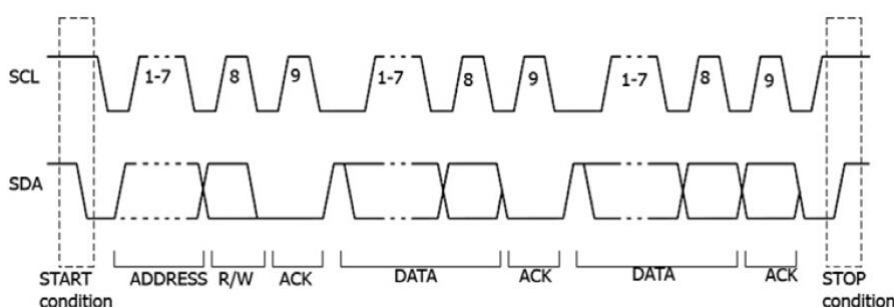 SCL
1-7
8
9
1-7
8
9
1-7
8
9
SDA
START
condition
ADDRESS
R/W
ACK
DATA
ACK
DATA
ACK
STOP
condition